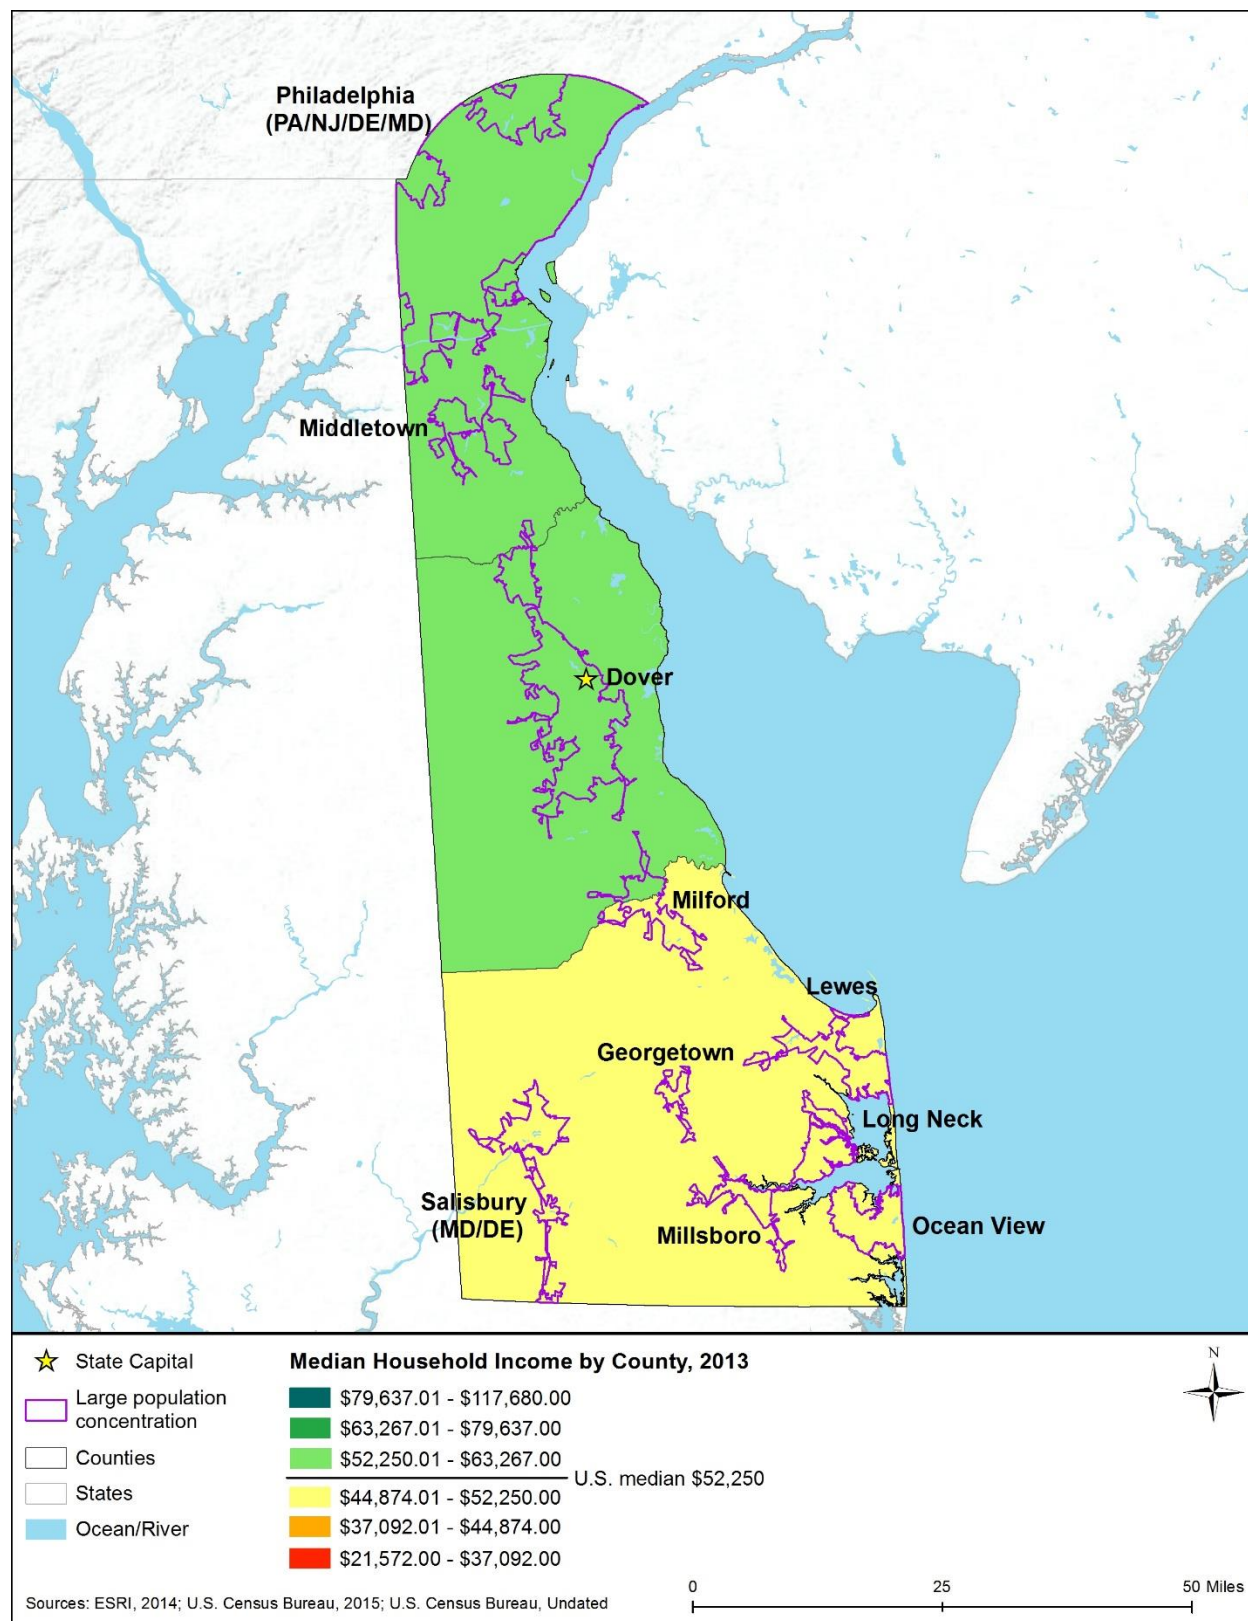 Philadelphia
(PA/NJ/DE/MD)
Middletown
Dover
Milford
Lewes
Georgetown
Long Neck
Salisbury
(MD/DE)
Millsboro
Ocean View
State Capital
Large population
concentration
Counties
States
Ocean/River
Median Household Income by County, 2013
$79,637.01 - $117,680.00
$63,267.01 - $79,637.00
$52,250.01 - $63,267.00
U.S. median $52,250
$44,874.01 - $52,250.00
$37,092.01 - $44,874.00
$21,572.00 - $37,092.00
N
0 25 50 Miles
Sources: ESRI, 2014; U.S. Census Bureau, 2015; U.S. Census Bureau, Undated